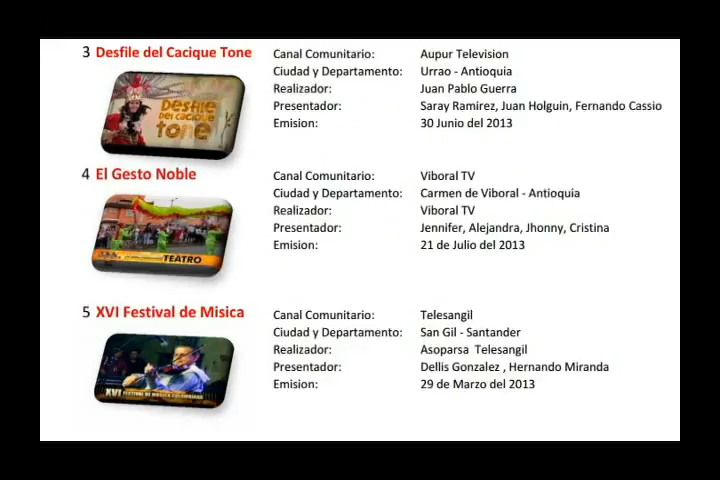 3 Desfile del Cacique Tone
Canal Comunitario: Aupur Television
Ciudad y Departamento: Urrao - Antioquia
Realizador: Juan Pablo Guerra
Presentador: Saray Ramirez, Juan Holguin, Fernando Cassio
Emision: 30 Junio del 2013
DESFILE
DEL CACIQUE
TONE
4 El Gesto Noble
Canal Comunitario: Viboral TV
Ciudad y Departamento: Carmen de Viboral - Antioquia
Realizador: Viboral TV
Presentador: Jennifer, Alejandra, Jhonny, Cristina
Emision: 21 de Julio del 2013
TEATRO
5 XVI Festival de Misica
Canal Comunitario: Telesangil
Ciudad y Departamento: San Gil - Santander
Realizador: Asoparsa Telesangil
Presentador: Dellis Gonzalez , Hernando Miranda
Emision: 29 de Marzo del 2013
XVI FESTIVAL DE MUSICA COLOMBIANA